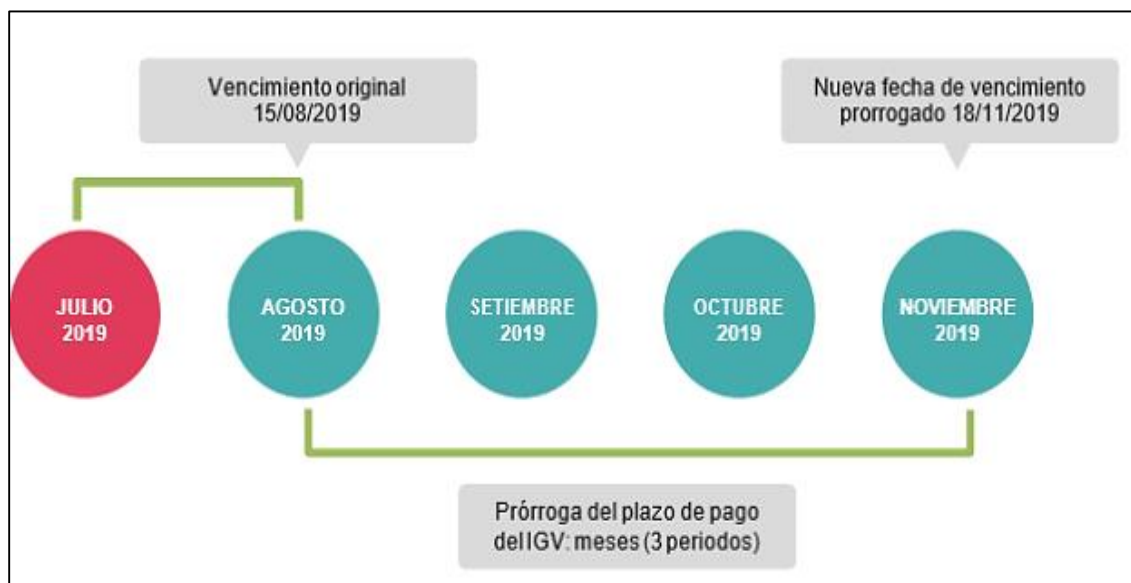 Vencimiento original
15/08/2019
Nueva fecha de vencimiento
prorrogado 18/11/2019
JULIO
2019
AGOSTO
2019
SETIEMBRE
2019
OCTUBRE
2019
NOVIEMBRE
2019
Prórroga del plazo de pago
del IGV: meses (3 periodos)